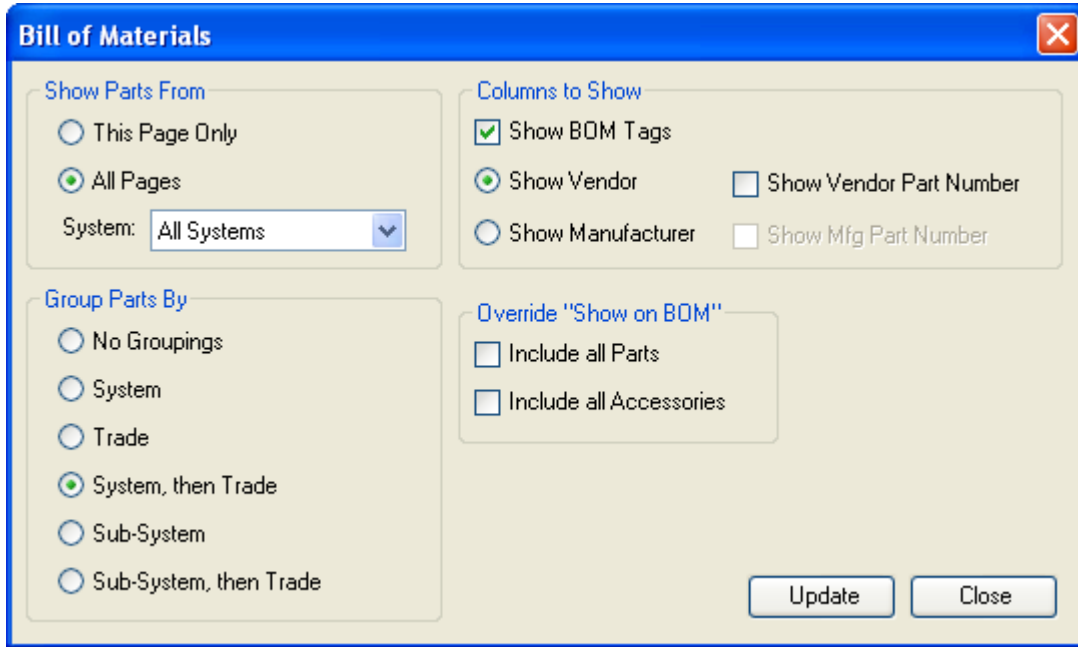 Bill of Materials
Show Parts From
This Page Only
All Pages
System: All Systems
Columns to Show
Show BOM Tags
Show Vendor
Show Vendor Part Number
Show Manufacturer
Show Mfg Part Number
Group Parts By
No Groupings
System
Trade
System, then Trade
Sub-System
Sub-System, then Trade
Override "Show on BOM"
Include all Parts
Include all Accessories
Update
Close